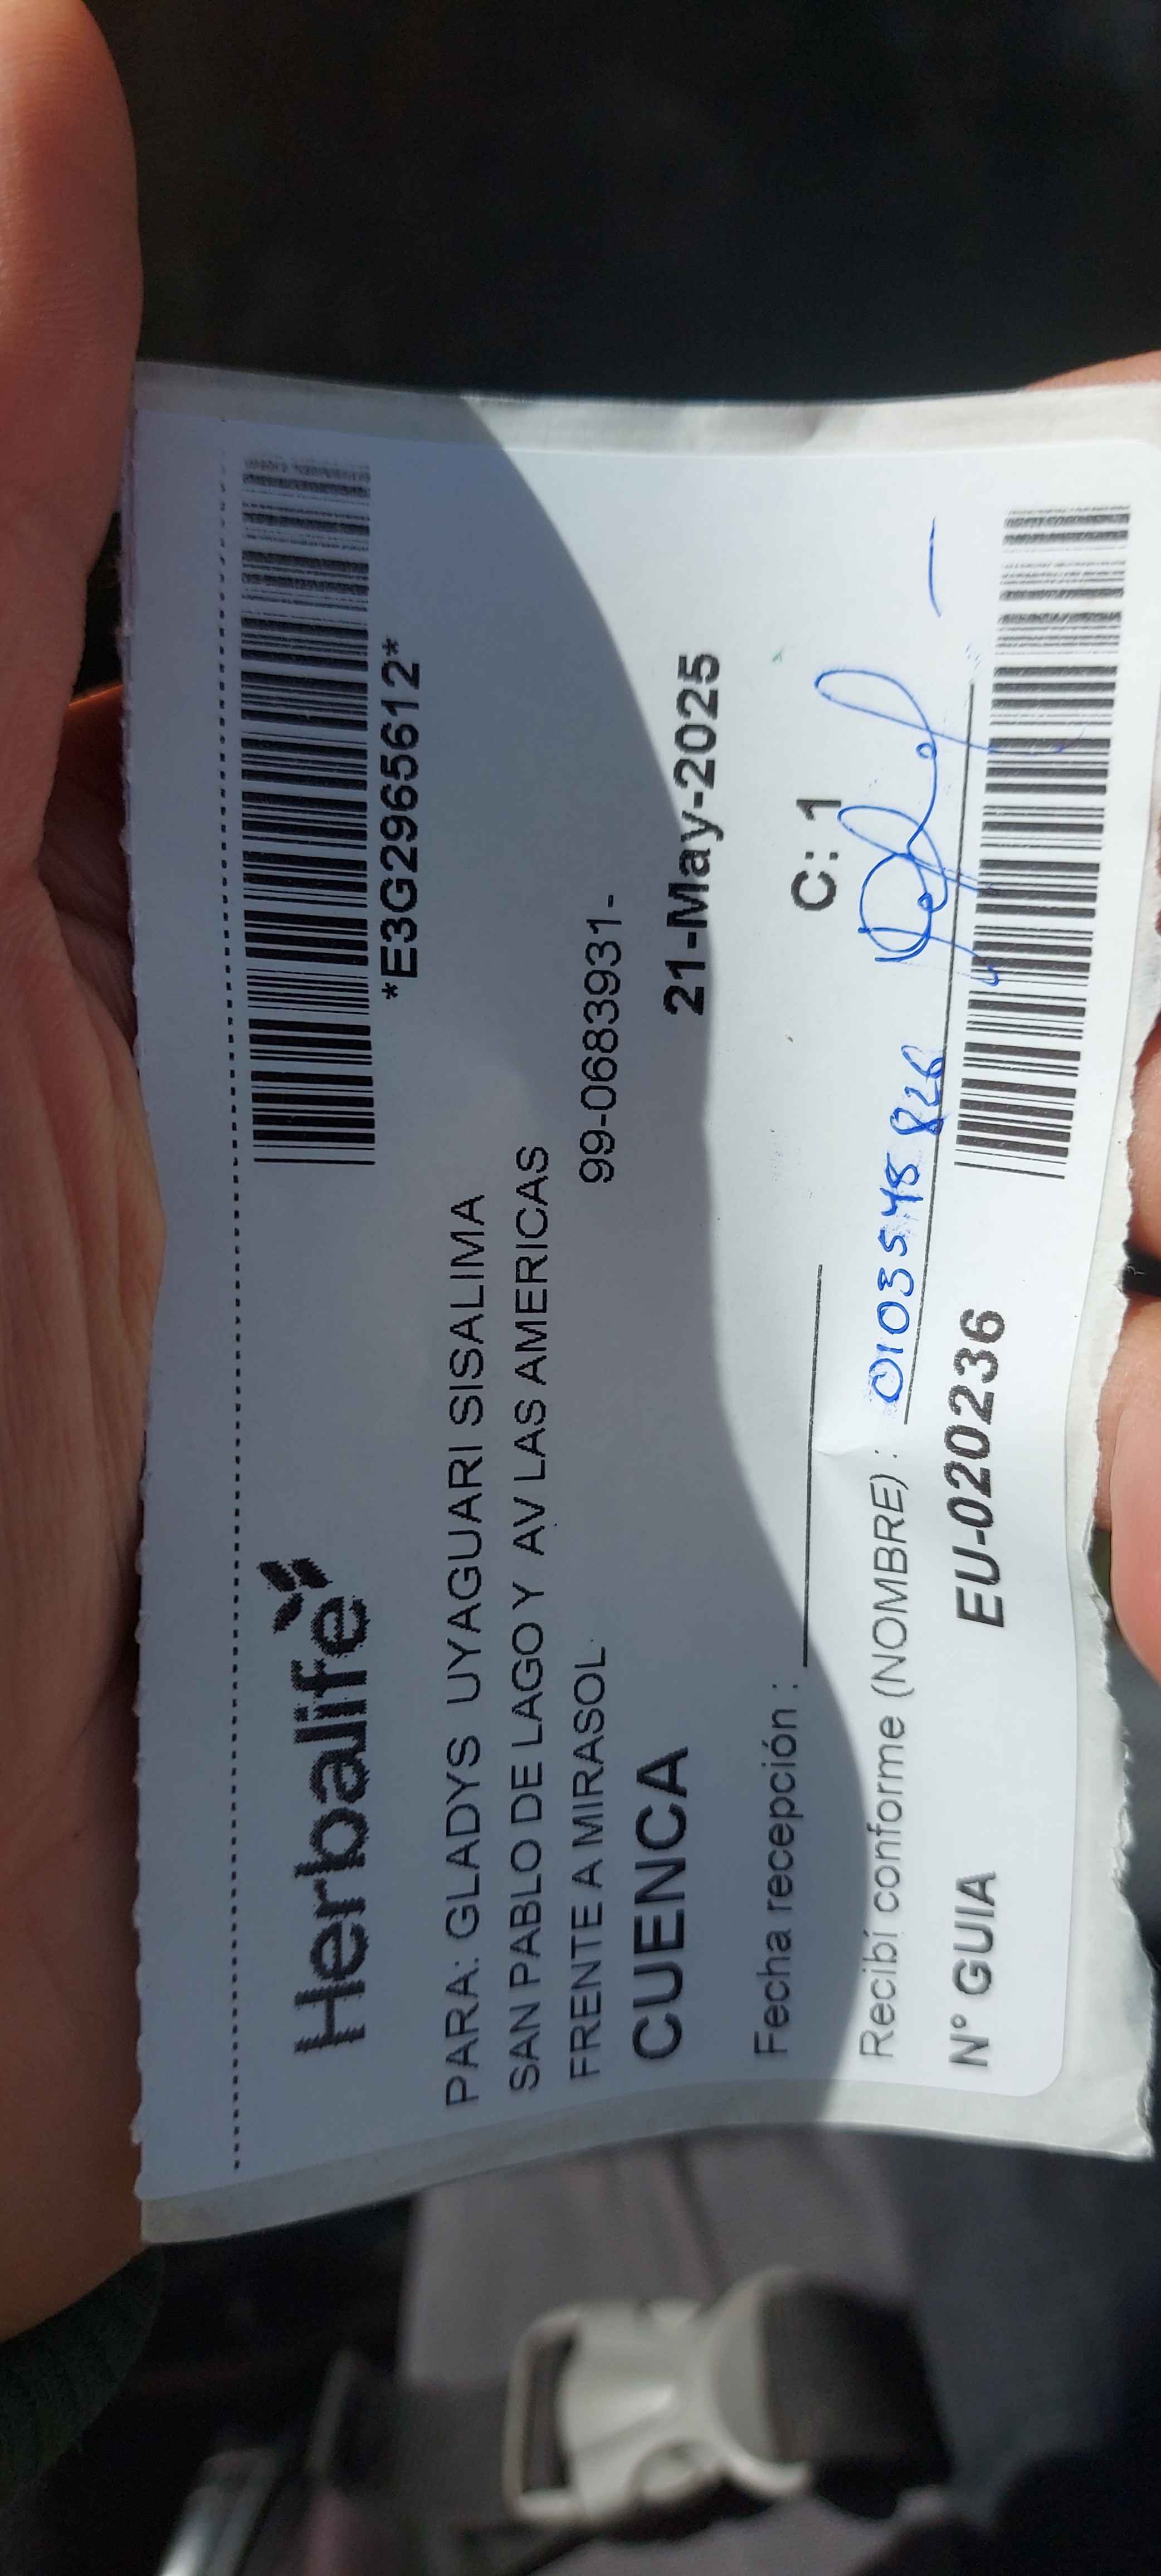 Herbalife
*E3G2965612*
PARA: GLADYS UYAGUARI SISALIMA
SAN PABLO DE LAGO Y AV LAS AMERICAS
FRENTE A MIRASOL
99-0683931-
CUENCA
21-May-2025
Fecha recepción :
C: 1
Recibí conforme (NOMBRE) : 0103548826
N° GUIA EU-020236